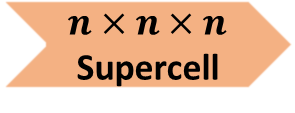 n × n × n
Supercell